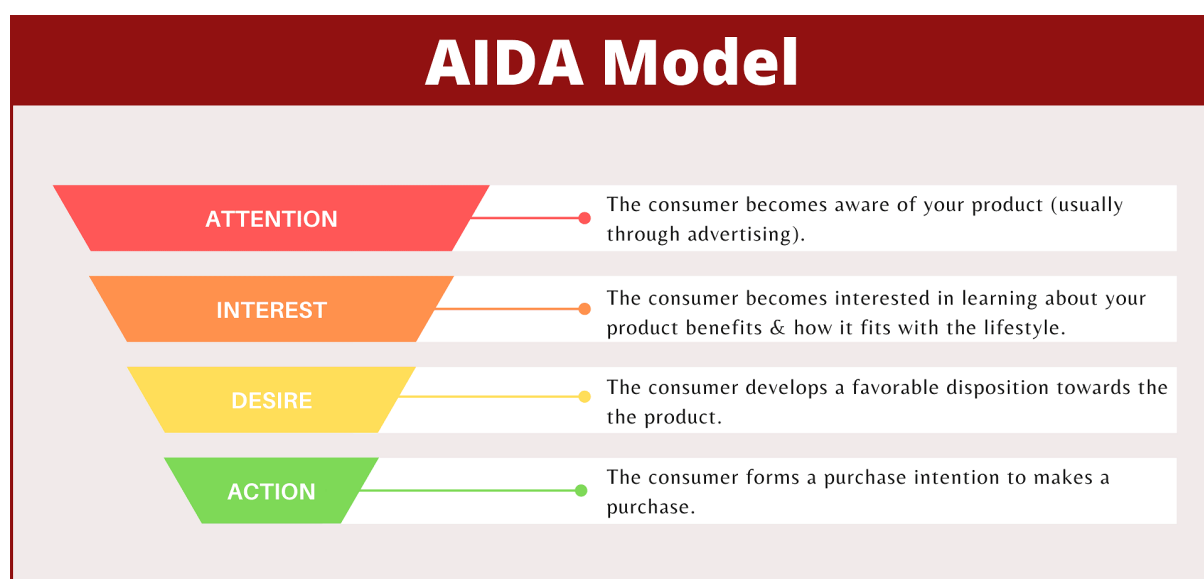 AIDA Model
ATTENTION
The consumer becomes aware of your product (usually
through advertising).
INTEREST
The consumer becomes interested in learning about your
product benefits & how it fits with the lifestyle.
DESIRE
The consumer develops a favorable disposition towards the
the product.
ACTION
The consumer forms a purchase intention to makes a
purchase.